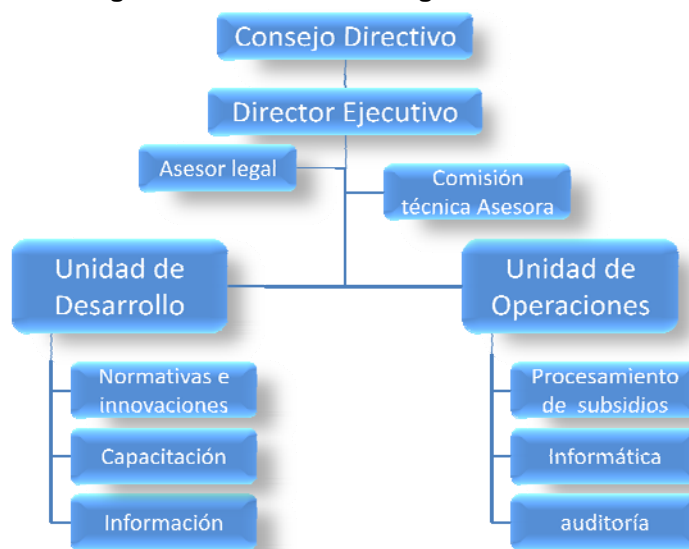 Consejo Directivo
Director Ejecutivo
Asesor legal
Comisión
técnica Asesora
Unidad de
Desarrollo
Unidad de
Operaciones
Normativas e
innovaciones
Capacitación
Información
Procesamiento
de subsidios
Informática
auditoría